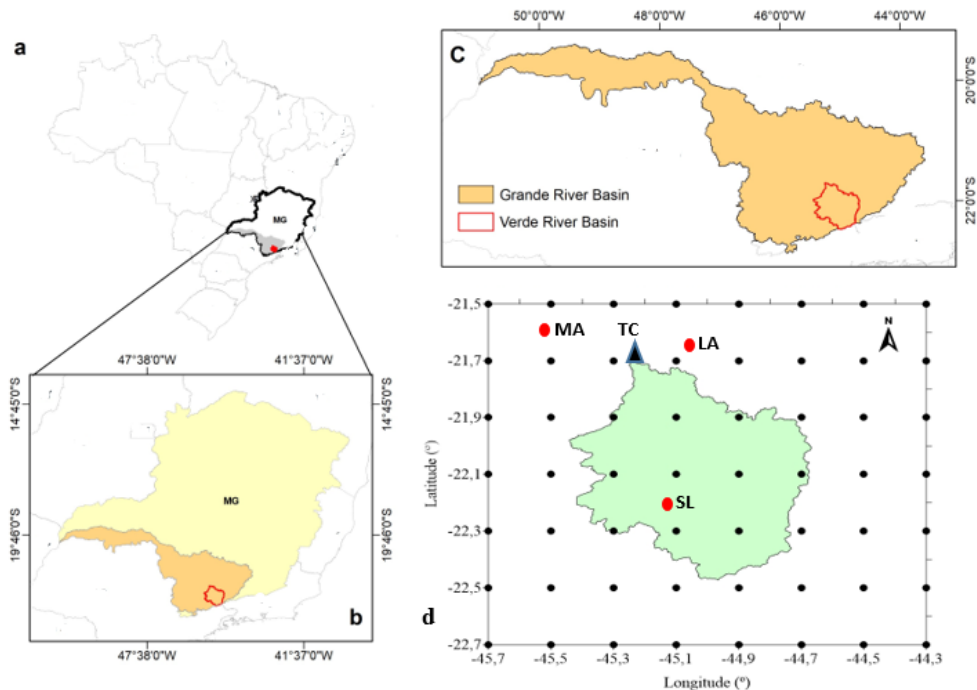 a
MG
47°38'0"W
41°37'0"W
14°45'0"S
14°45'0"S
19°46'0"S
19°46'0"S
MG
b
47°38'0"W
41°37'0"W
50°0'0"W
48°0'0"W
46°0'0"W
44°0'0"W
C
20°0'0"S
22°0'0"S
Grande River Basin
Verde River Basin
-21,5
-21,7
-21,9
-22,1
-22,3
-22,5
-22,7
Latitude (°)
MA
TC
LA
N
SL
d
-45,7
-45,5
-45,3
-45,1
-44,9
-44,7
-44,5
-44,3
Longitude (°)